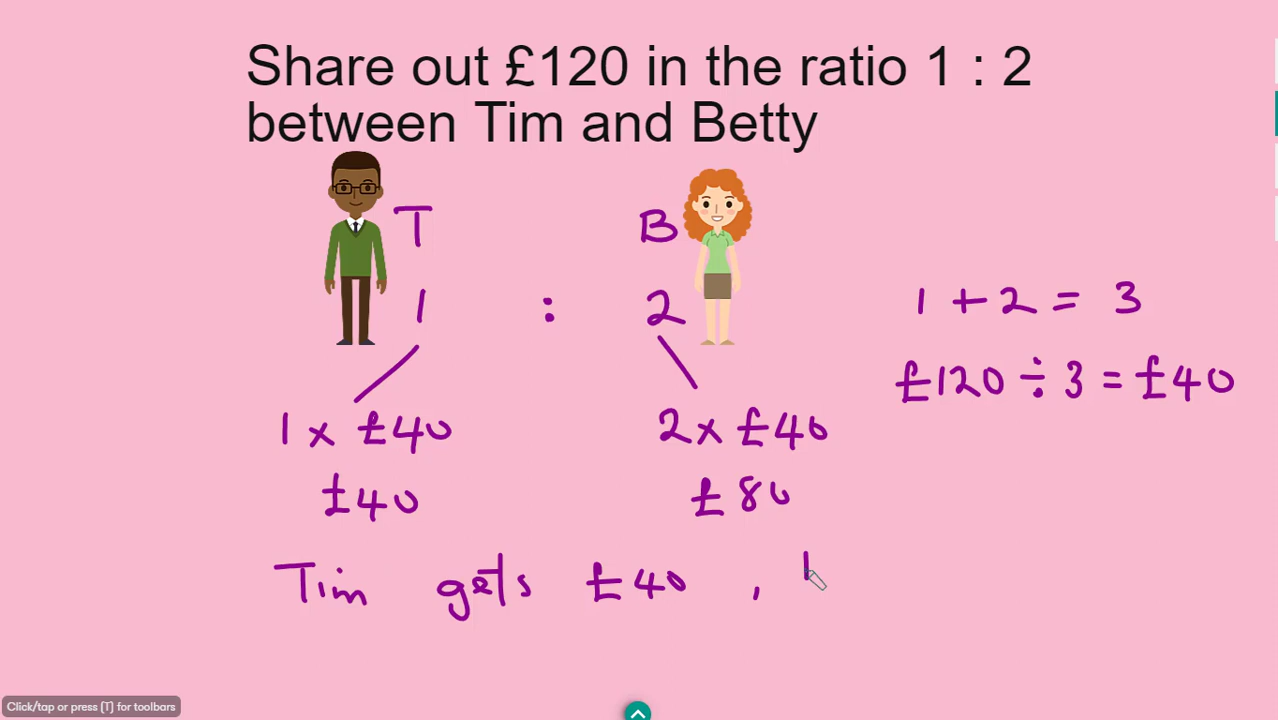 Share out £120 in the ratio 1 : 2
between Tim and Betty
T B
1 : 2
1 + 2 = 3
£120 ÷ 3 = £40
1 x £40 2 x £40
£40 £80
Tim gets £40 ,
Click/tap or press (T) for toolbars